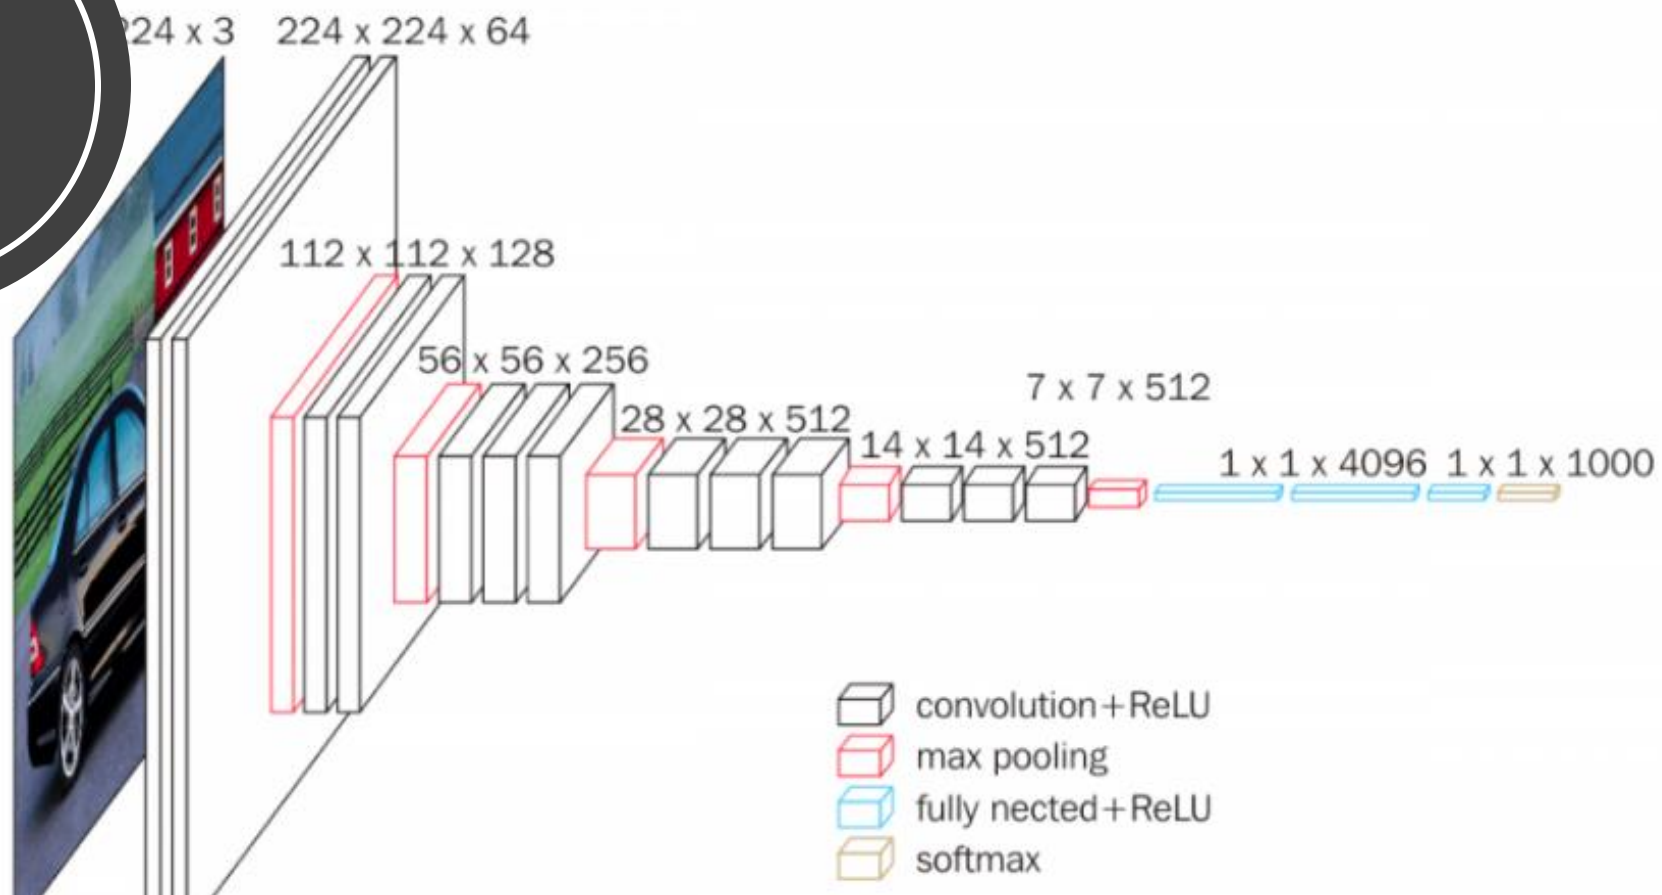 24 x 3
224 x 224 x 64
112 x 112 x 128
56 x 56 x 256
28 x 28 x 512
14 x 14 x 512
7 x 7 x 512
1 x 1 x 4096
1 x 1 x 1000
convolution+ReLU
max pooling
fully nected+ReLU
softmax